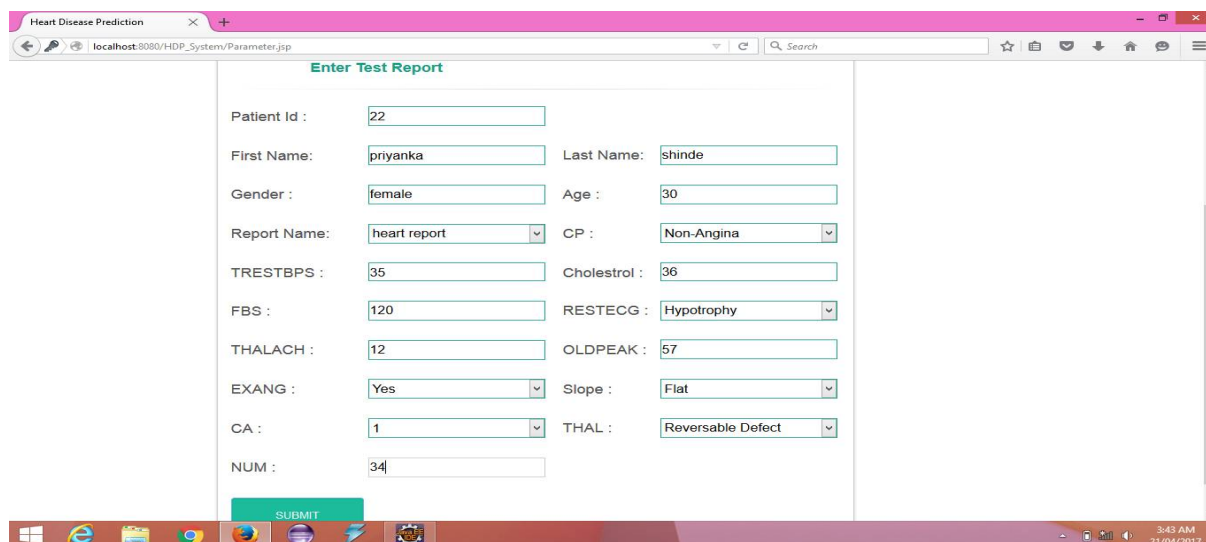 Heart Disease Prediction
localhost:8080/HDP_System/Parameter.jsp
Search
Enter Test Report
Patient Id : 22
First Name: priyanka Last Name: shinde
Gender : female Age : 30
Report Name: heart report CP : Non-Angina
TRESTBPS : 35 Cholestrol : 36
FBS : 120 RESTECG : Hypotrophy
THALACH : 12 OLDPEAK : 57
EXANG : Yes Slope : Flat
CA : 1 THAL : Reversable Defect
NUM : 34
SUBMIT
3:43 AM
21/04/2017